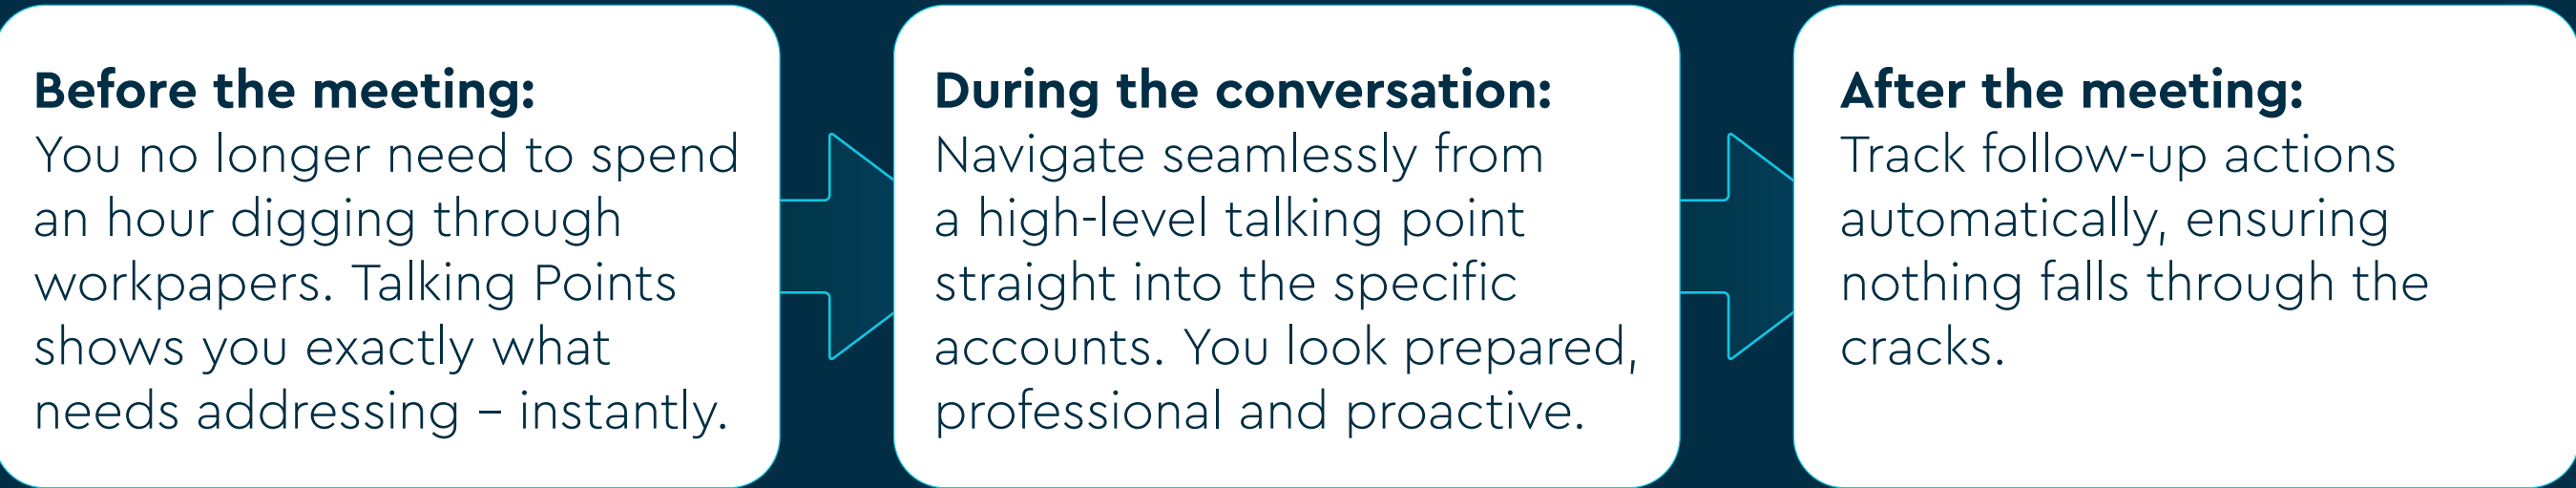 Before the meeting:
You no longer need to spend
an hour digging through
workpapers. Talking Points
shows you exactly what
needs addressing – instantly.
During the conversation:
Navigate seamlessly from
a high-level talking point
straight into the specific
accounts. You look prepared,
professional and proactive.
After the meeting:
Track follow-up actions
automatically, ensuring
nothing falls through the
cracks.